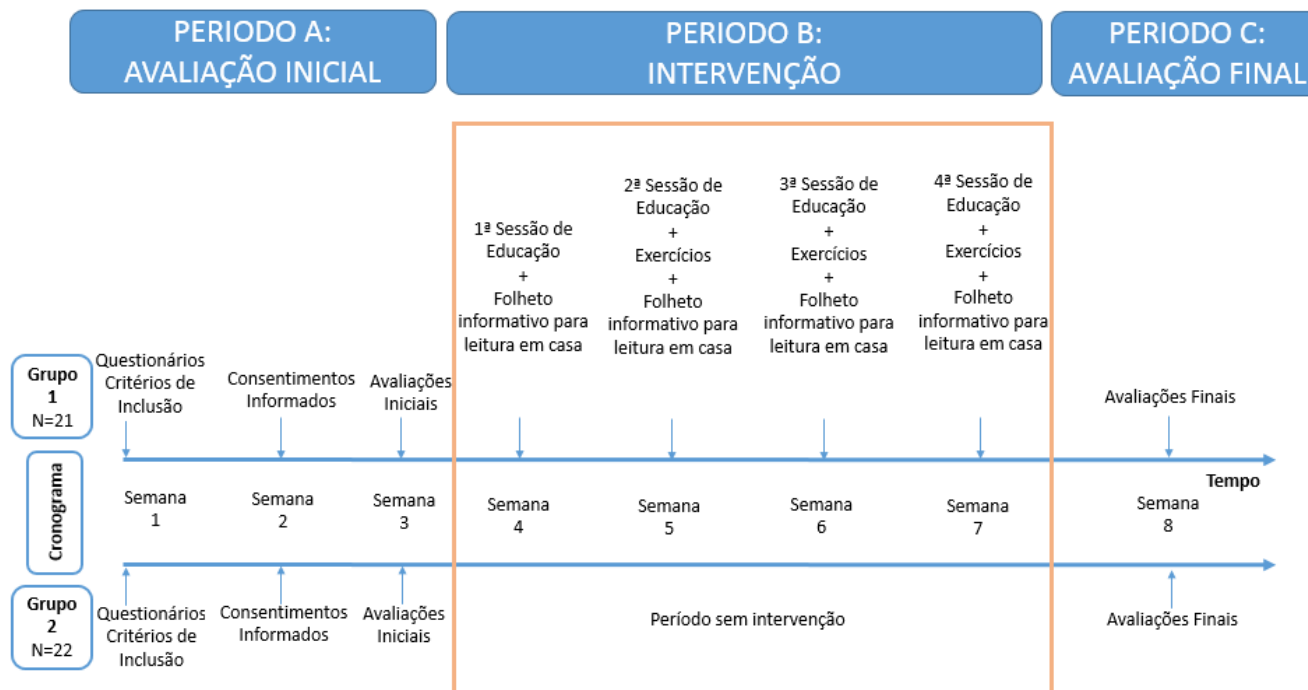 PERIODO A:
AVALIAÇÃO INICIAL
PERIODO B:
INTERVENÇÃO
PERIODO C:
AVALIAÇÃO FINAL
1ª Sessão de
Educação
+
Folheto
informativo para
leitura em casa
2ª Sessão de
Educação
+
Exercícios
+
Folheto
informativo para
leitura em casa
3ª Sessão de
Educação
+
Exercícios
+
Folheto
informativo para
leitura em casa
4ª Sessão de
Educação
+
Exercícios
+
Folheto
informativo para
leitura em casa
Grupo
1
N=21
Questionários
Critérios de
Inclusão
Consentimentos
Informados
Avaliações
Iniciais
Avaliações Finais
Cronograma
Tempo
Semana
1
Semana
2
Semana
3
Semana
4
Semana
5
Semana
6
Semana
7
Semana
8
Grupo
2
N=22
Questionários
Critérios de
Inclusão
Consentimentos
Informados
Avaliações
Iniciais
Período sem intervenção
Avaliações Finais